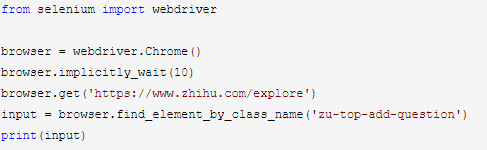 from selenium import webdriver
browser = webdriver.Chrome()
browser.implicitly_wait(10)
browser.get('https://www.zhihu.com/explore')
input = browser.find_element_by_class_name('zu-top-add-question')
print(input)